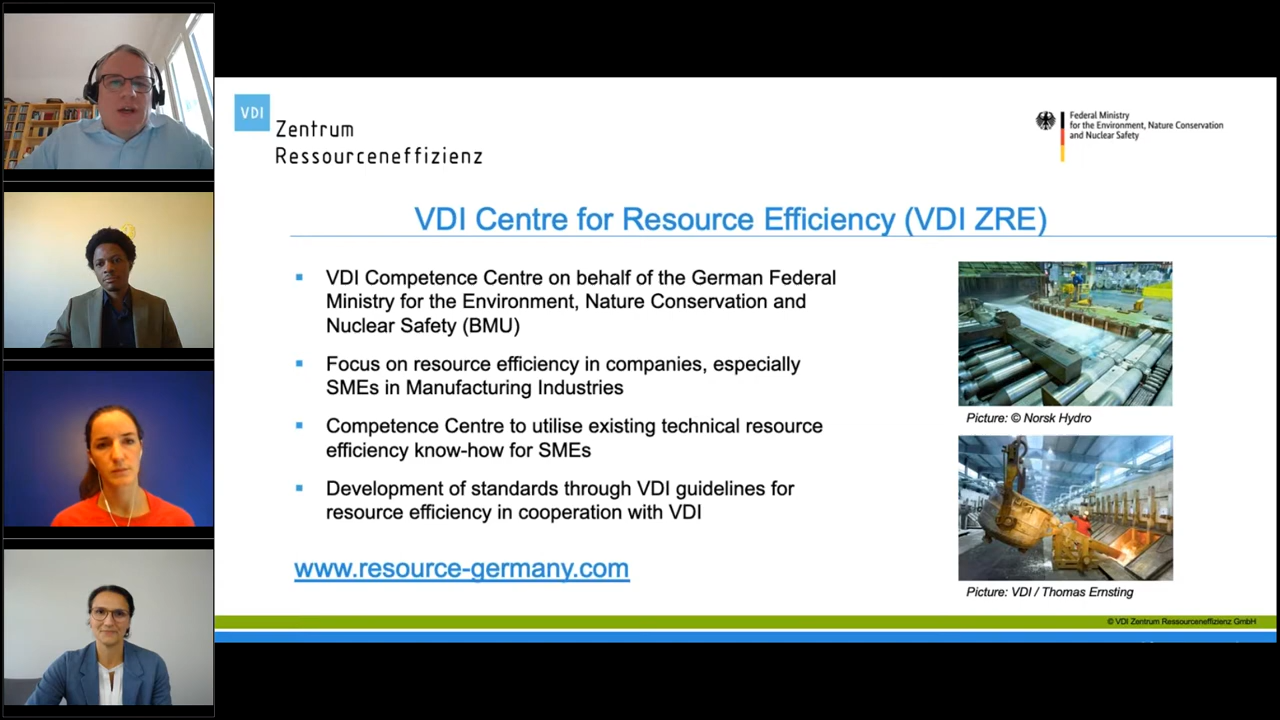 VDI
Zentrum
Ressourceneffizienz
Federal Ministry
for the Environment, Nature Conservation
and Nuclear Safety
VDI Centre for Resource Efficiency (VDI ZRE)
VDI Competence Centre on behalf of the German Federal
Ministry for the Environment, Nature Conservation and
Nuclear Safety (BMU)
Focus on resource efficiency in companies, especially
SMEs in Manufacturing Industries
Competence Centre to utilise existing technical resource
efficiency know-how for SMEs
Development of standards through VDI guidelines for
resource efficiency in cooperation with VDI
www.resource-germany.com
Picture: © Norsk Hydro
Picture: VDI / Thomas Ernsting
© VDI Zentrum Ressourceneffizienz GmbH